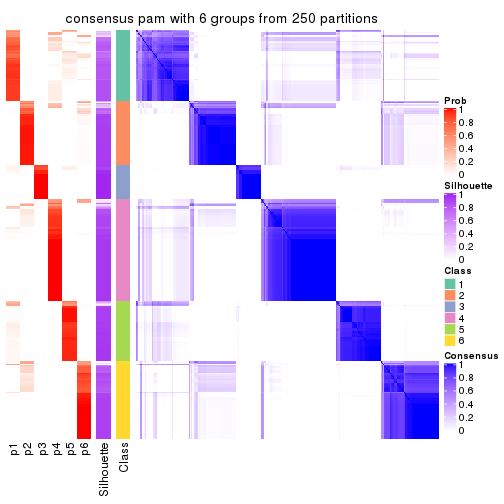 consensus pam with 6 groups from 250 partitions
Prob
1
0.8
0.6
0.4
0.2
0
Silhouette
1
0.8
0.6
0.4
0.2
0
Class
1
2
3
4
5
6
Consensus
1
0.8
0.6
0.4
0.2
0
p1
p2
p3
p4
p5
p6
Silhouette
Class